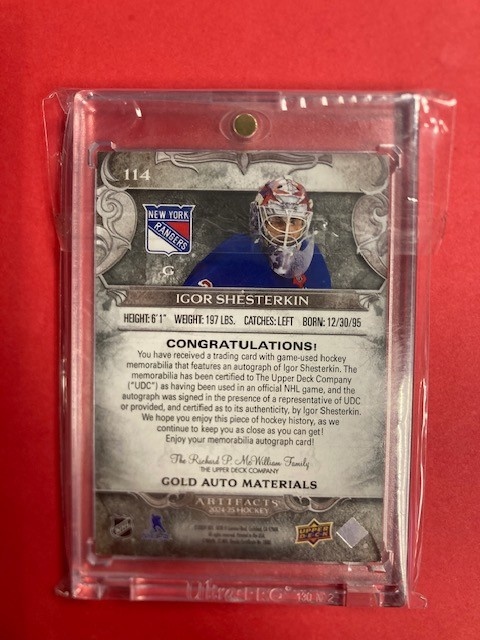 114
NEW YORK
RANGERS
G
IGOR SHESTERKIN
HEIGHT: 6'1" WEIGHT: 197 LBS. CATCHES: LEFT BORN: 12/30/95
CONGRATULATIONS!
You have received a trading card with game-used hockey
memorabilia that features an autograph of Igor Shesterkin. The
memorabilia has been certified to The Upper Deck Company
("UDC") as having been used in an official NHL game, and the
autograph was signed in the presence of a representative of UDC
or provided, and certified as to its authenticity, by Igor Shesterkin.
We hope you enjoy this piece of hockey history, as we
continue to keep you as close as you can get!
Enjoy your memorabilia autograph card!
The Richard P. McWilliam Family
THE UPPER DECK COMPANY
GOLD AUTO MATERIALS
ARTIFACTS
2024-25 HOCKEY
NHL
UPPER
DECK
Ultra PRO
130